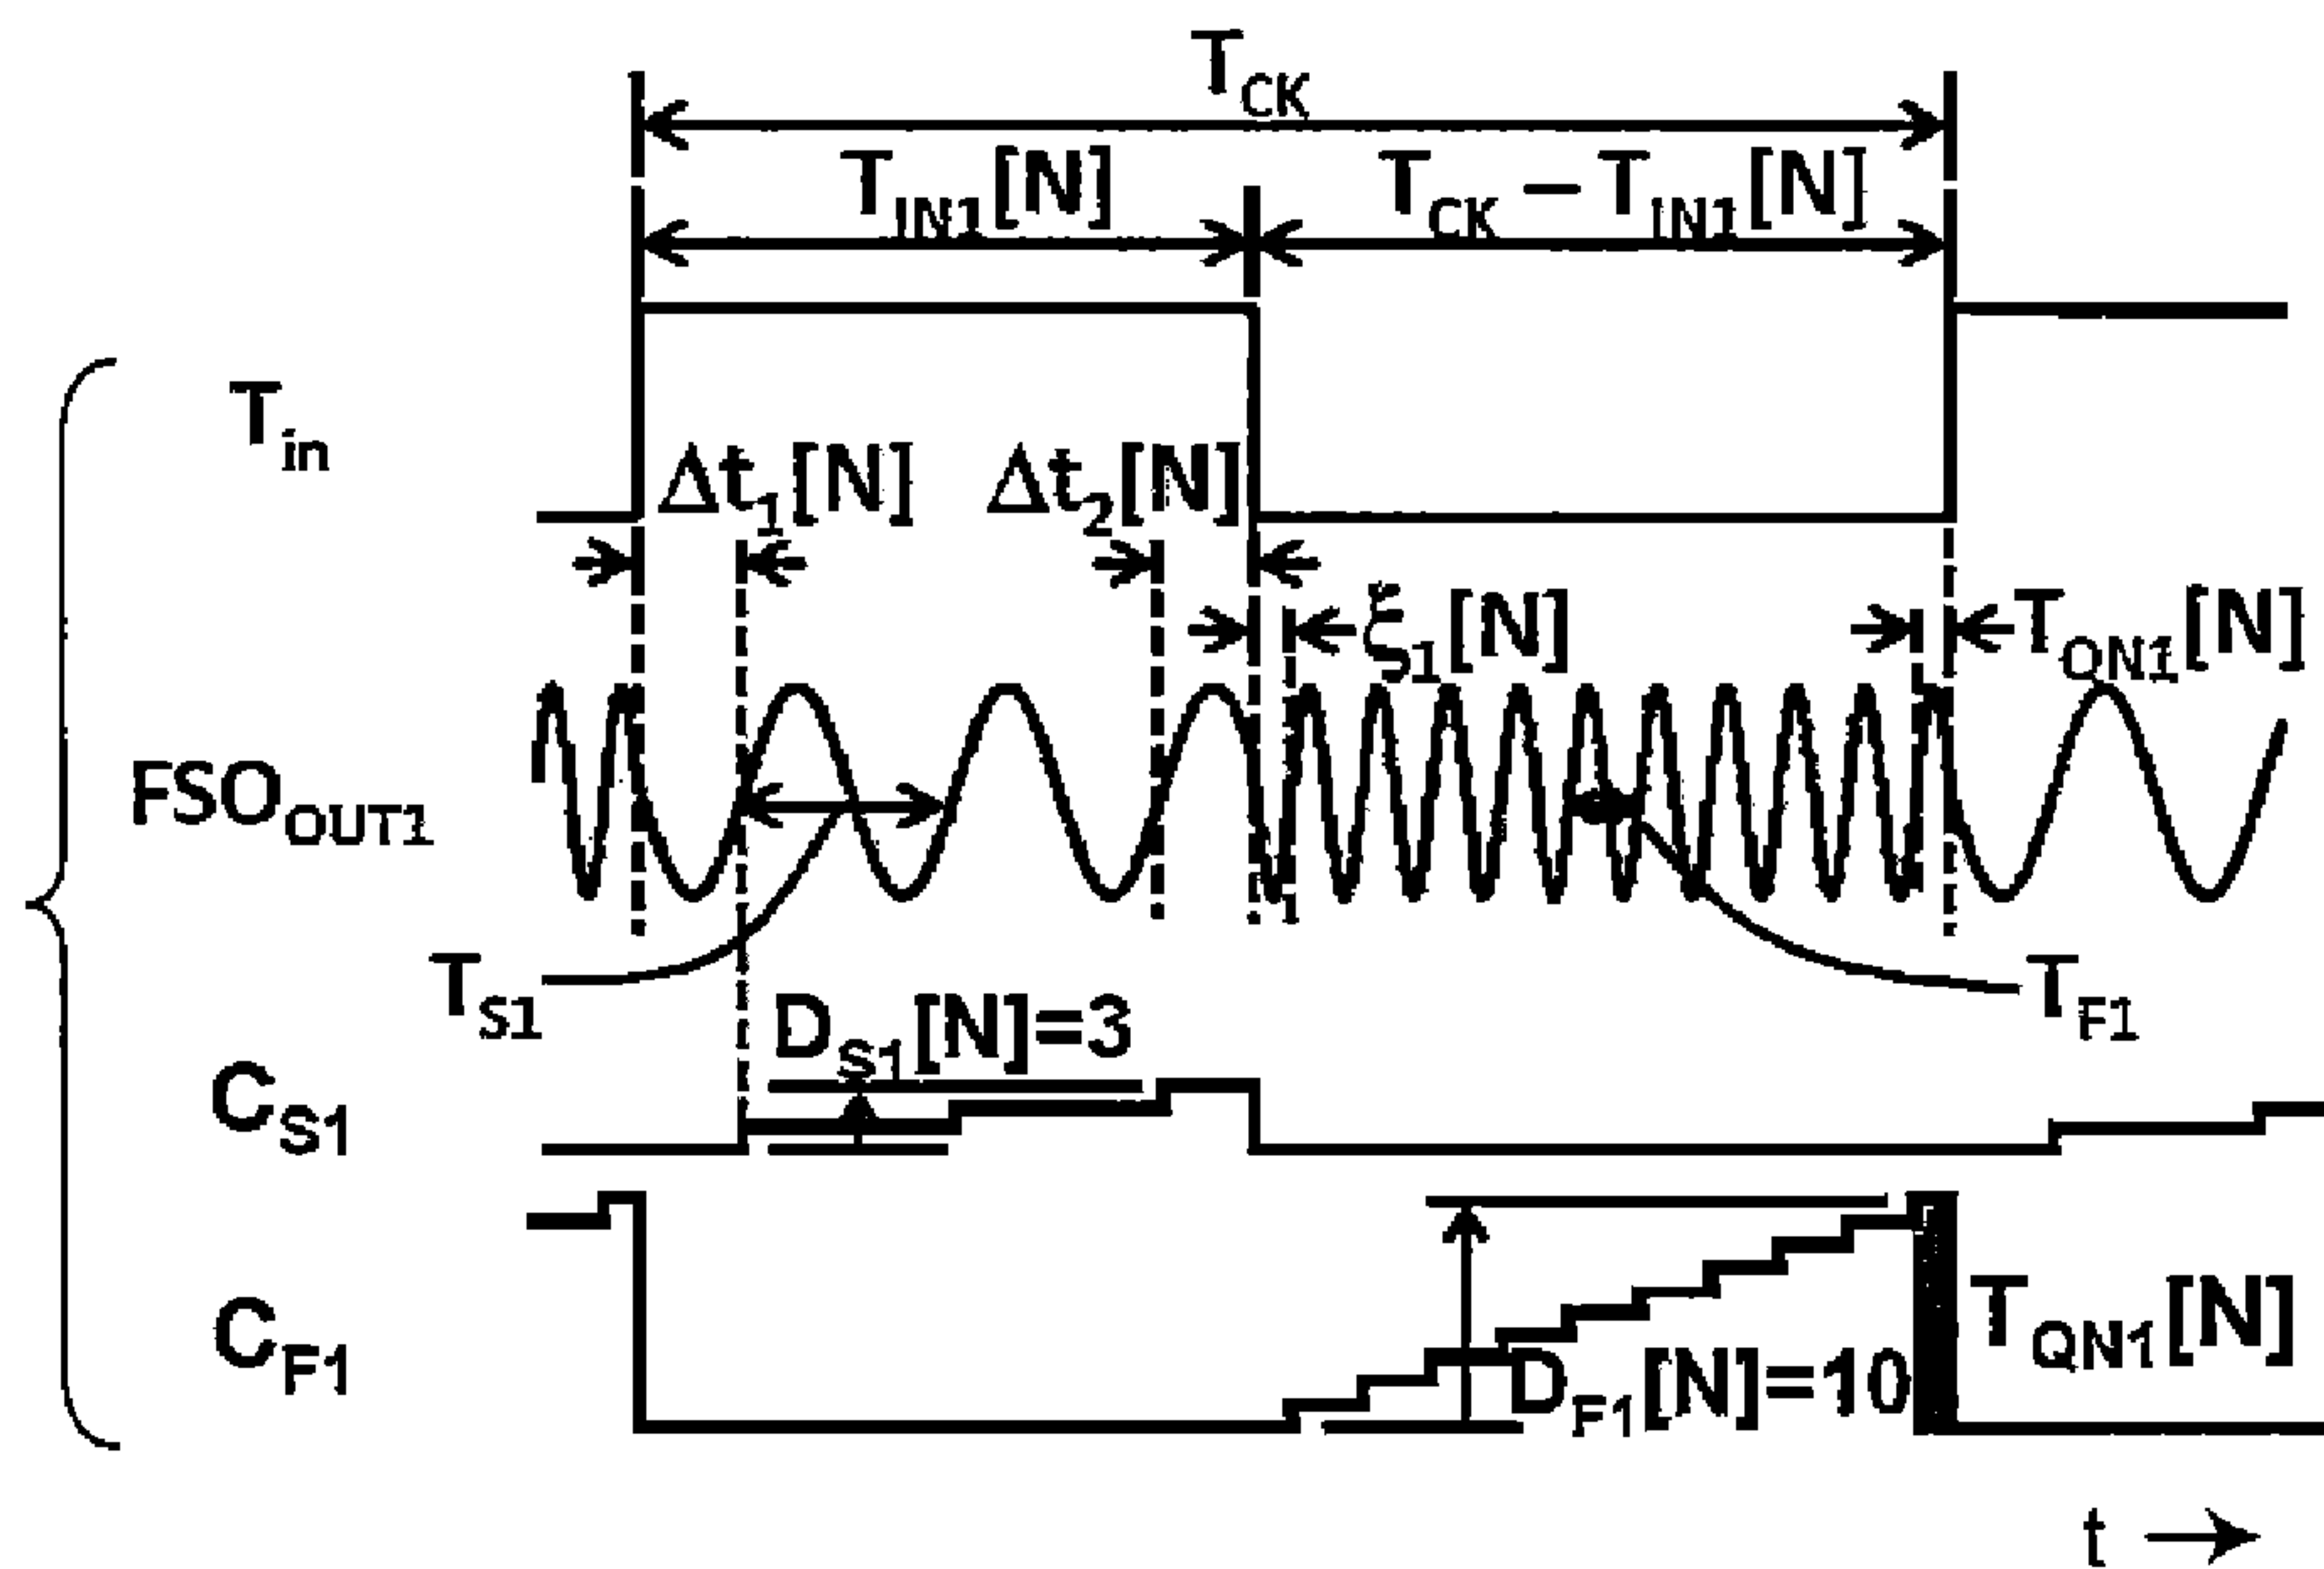 T_CK
T_IN1[N] T_CK − T_IN1[N]
T_in
Δt_1[N] Δt_2[N]
ξ_1[N] T_QN1[N]
FSO_OUT1
T_S1 T_F1
D_S1[N]=3
C_S1
C_F1
D_F1[N]=10
T_QN1[N]
t